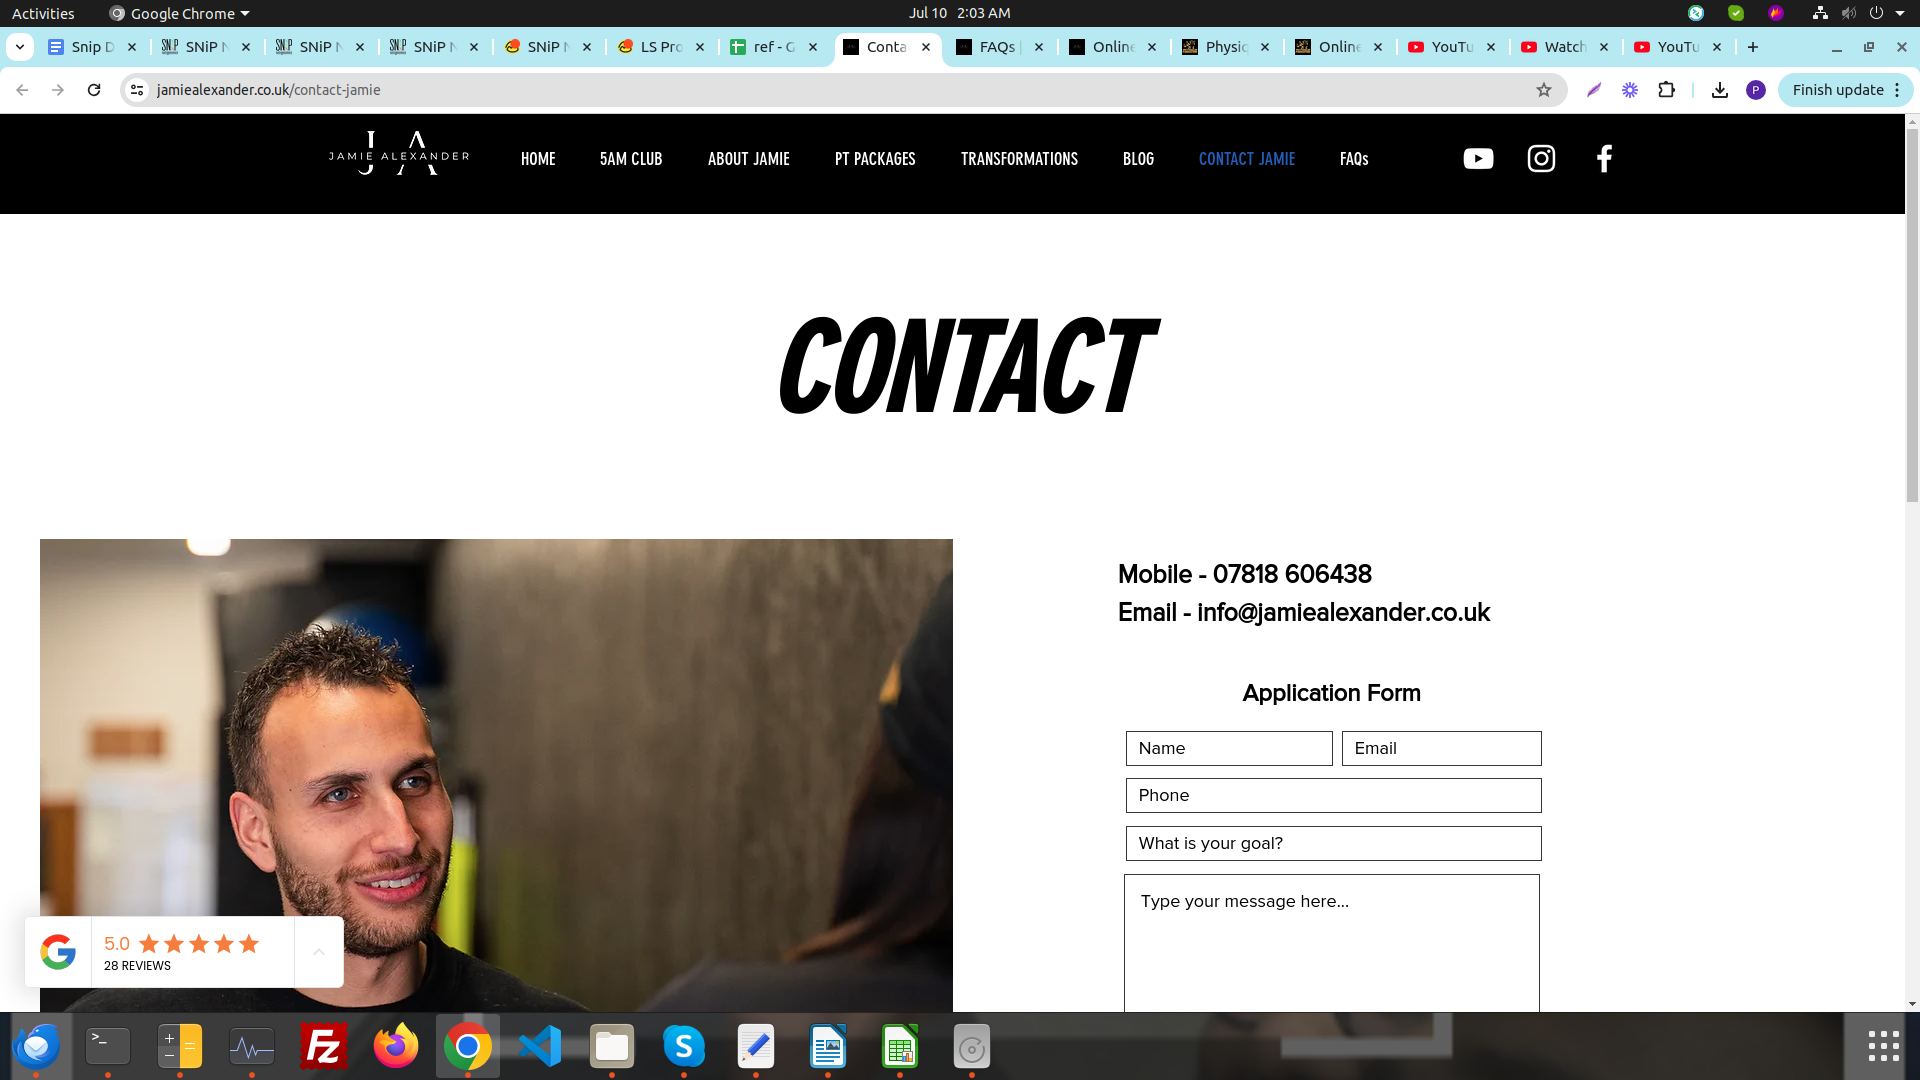 Activities
Google Chrome
Jul 10 2:03 AM
Snip D
SNiP N
SNiP N
SNiP N
SNiP N
LS Pro
ref - G
Conta
FAQs |
Online
Physiq
Online
YouTu
Watch
YouTu
jamiealexander.co.uk/contact-jamie
P
Finish update
J A
JAMIE ALEXANDER
HOME
5AM CLUB
ABOUT JAMIE
PT PACKAGES
TRANSFORMATIONS
BLOG
CONTACT JAMIE
FAQs
CONTACT
Mobile - 07818 606438
Email - info@jamiealexander.co.uk
Application Form
Name
Email
Phone
What is your goal?
Type your message here...
5.0
28 REVIEWS